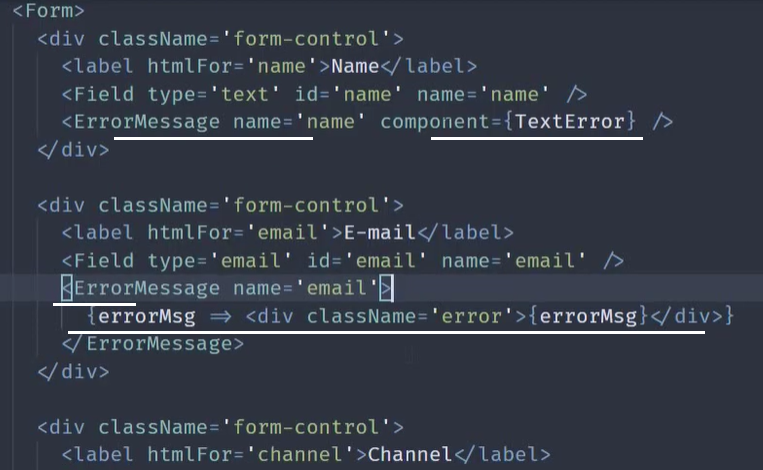 <Form>
<div className='form-control'>
<label htmlFor='name'>Name</label>
<Field type='text' id='name' name='name' />
<ErrorMessage name='name' component={TextError} />
</div>
<div className='form-control'>
<label htmlFor='email'>E-mail</label>
<Field type='email' id='email' name='email' />
<ErrorMessage name='email'>
{errorMsg => <div className='error'>{errorMsg}</div>}
</ErrorMessage>
</div>
<div className='form-control'>
<label htmlFor='channel'>Channel</label>